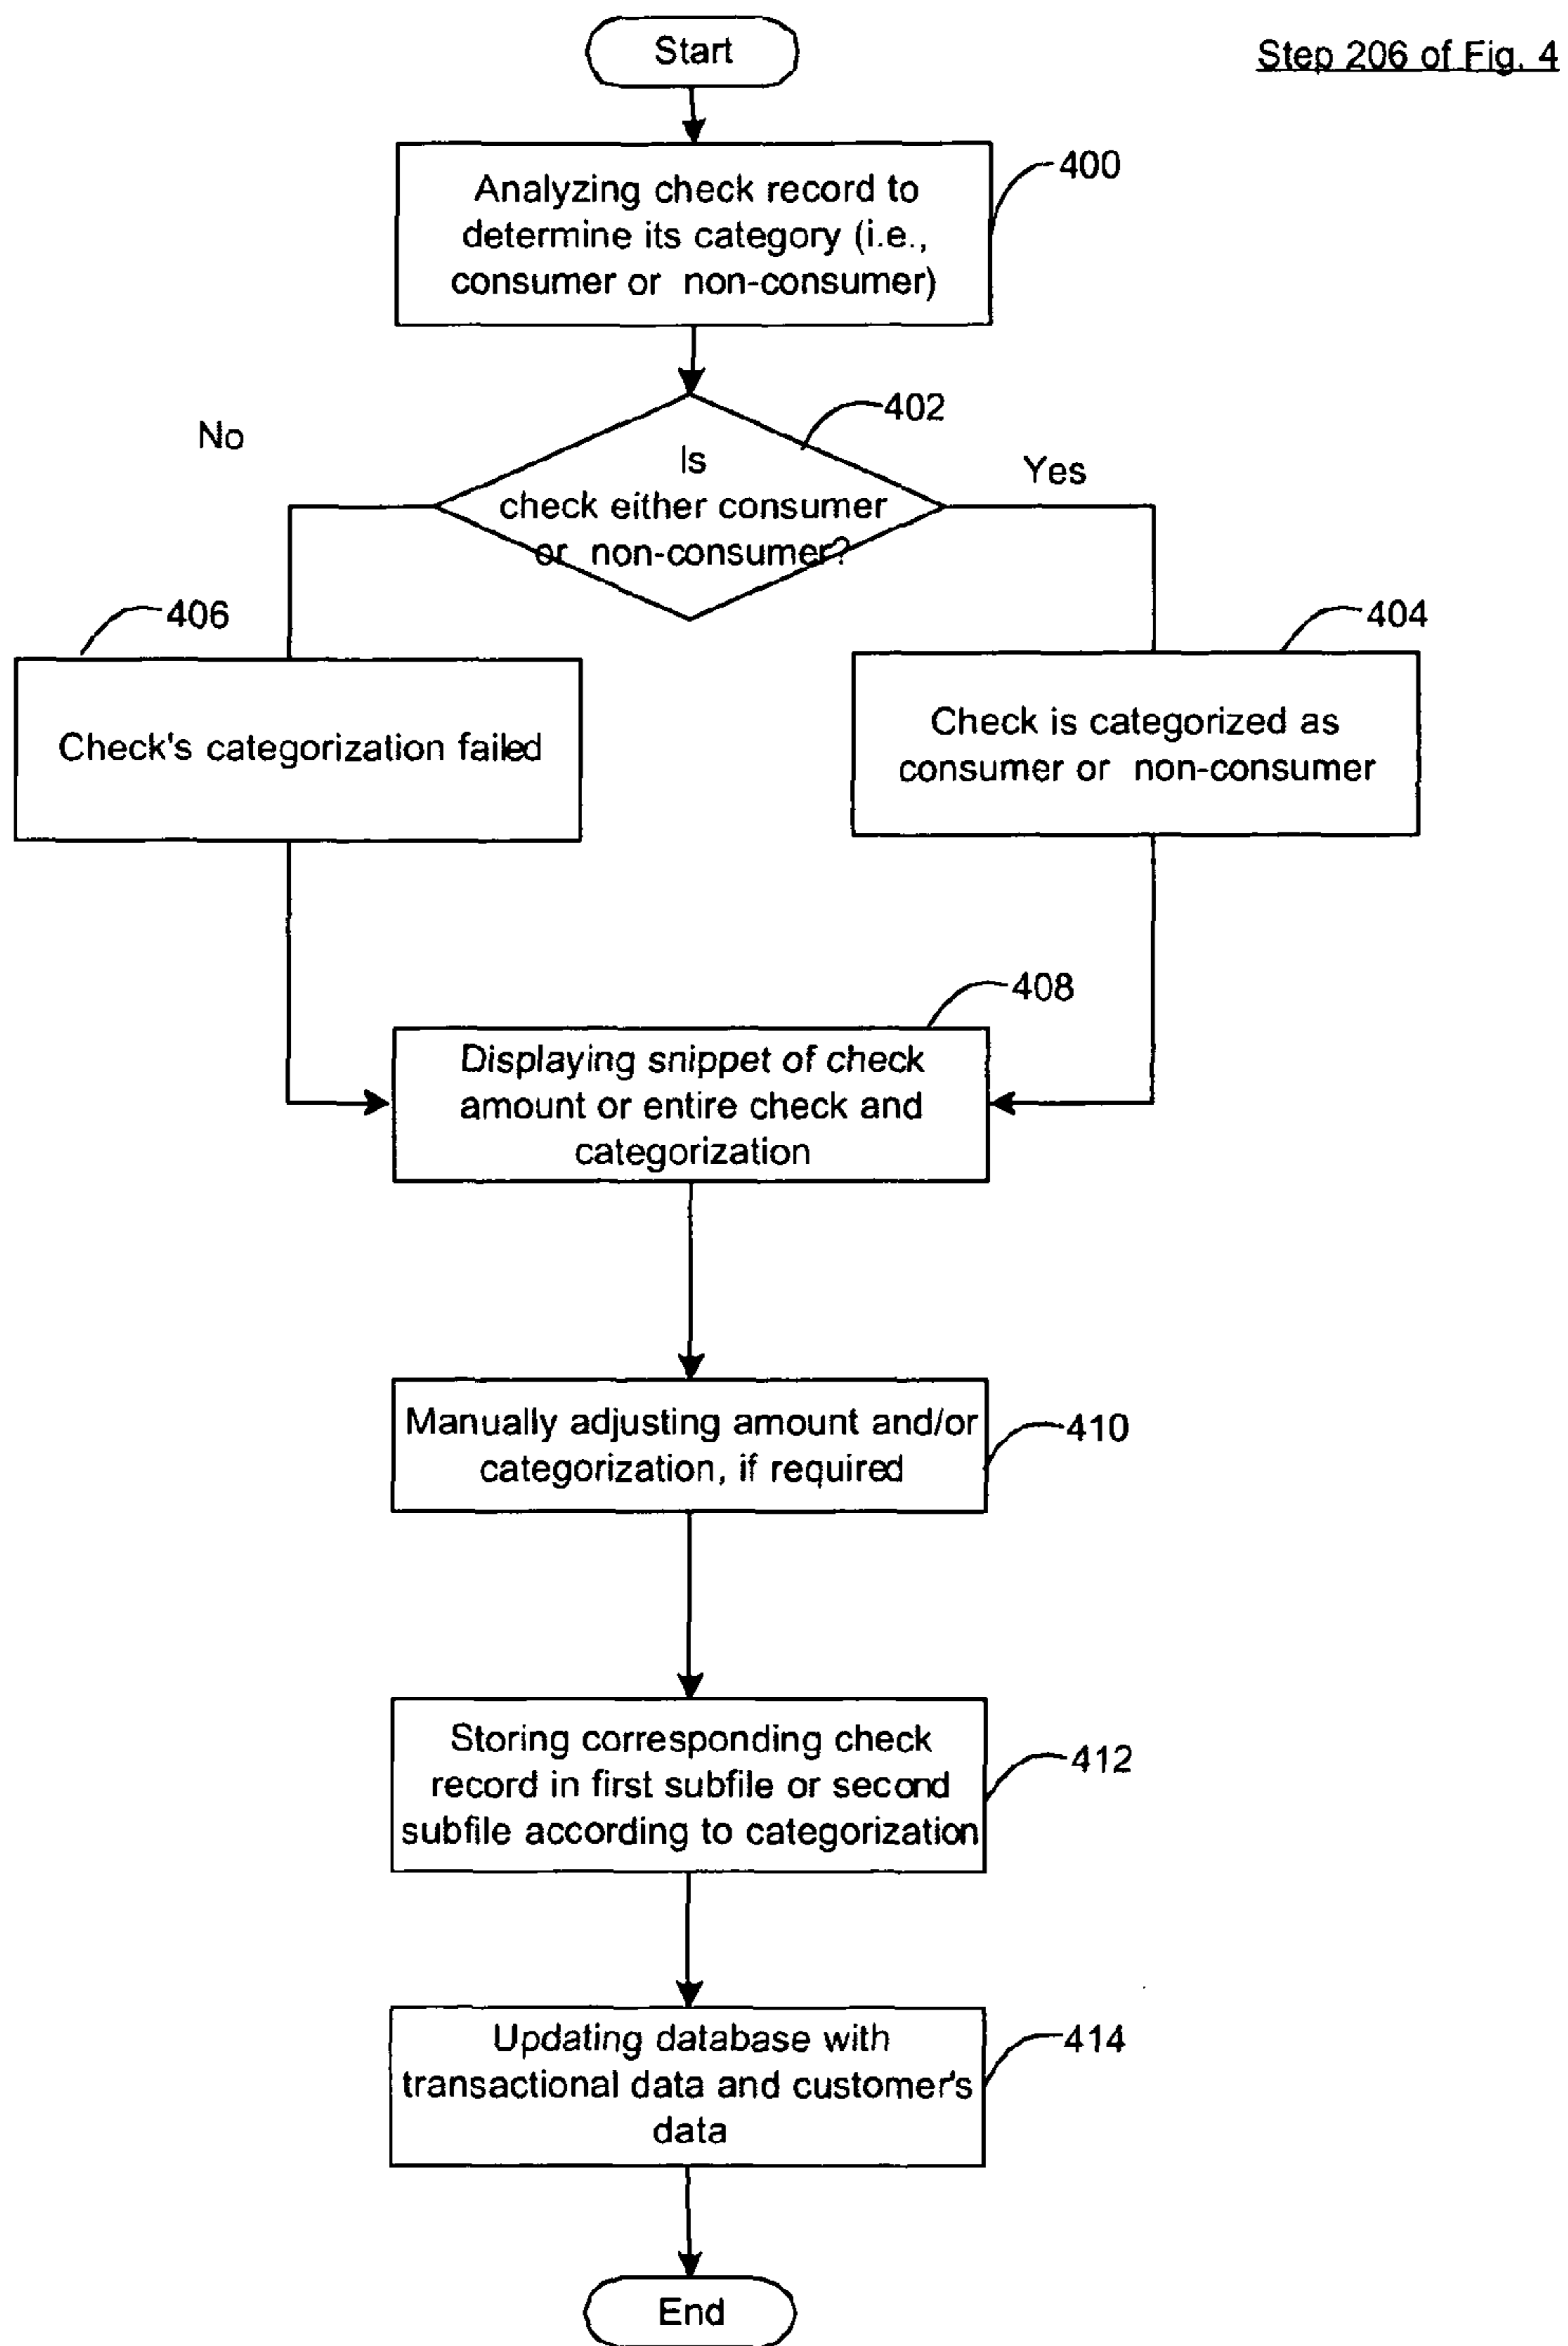 Start
Step 206 of Fig. 4
Analyzing check record to
determine its category (i.e.,
consumer or non-consumer)
400
402
No
Is
check either consumer
or non-consumer?
Yes
406
404
Check's categorization failed
Check is categorized as
consumer or non-consumer
408
Displaying snippet of check
amount or entire check and
categorization
Manually adjusting amount and/or
categorization, if required
410
Storing corresponding check
record in first subfile or second
subfile according to categorization
412
Updating database with
transactional data and customer's
data
414
End